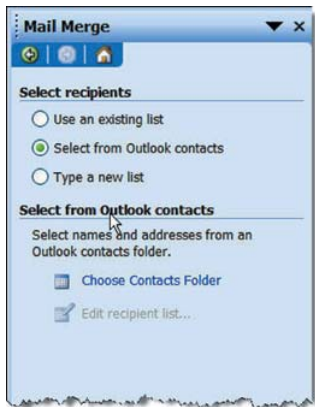 Mail Merge
Select recipients
Use an existing list
Select from Outlook contacts
Type a new list
Select from Outlook contacts
Select names and addresses from an
Outlook contacts folder.
Choose Contacts Folder
Edit recipient list...